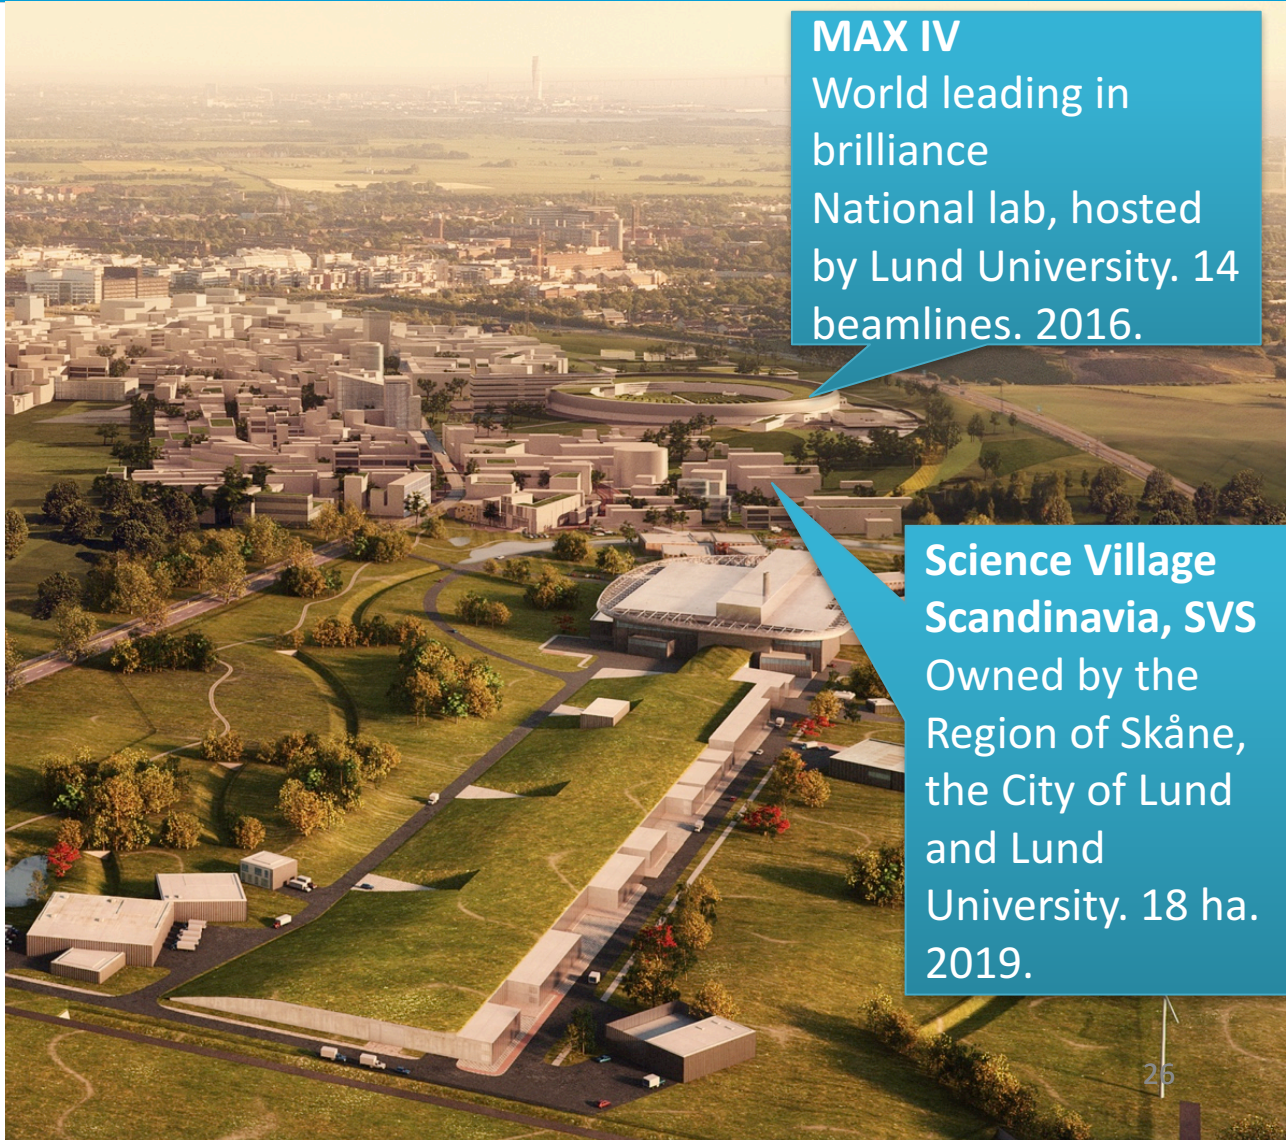 MAX IV
World leading in
brilliance
National lab, hosted
by Lund University. 14
beamlines. 2016.
Science Village
Scandinavia, SVS
Owned by the
Region of Skåne,
the City of Lund
and Lund
University. 18 ha.
2019.
26